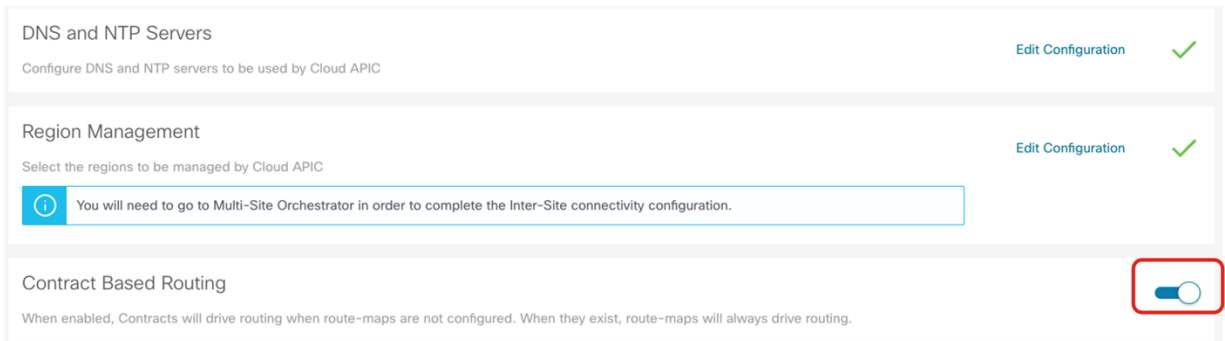 DNS and NTP Servers
Edit Configuration
Configure DNS and NTP servers to be used by Cloud APIC
Region Management
Edit Configuration
Select the regions to be managed by Cloud APIC
You will need to go to Multi-Site Orchestrator in order to complete the Inter-Site connectivity configuration.
Contract Based Routing
When enabled, Contracts will drive routing when route-maps are not configured. When they exist, route-maps will always drive routing.